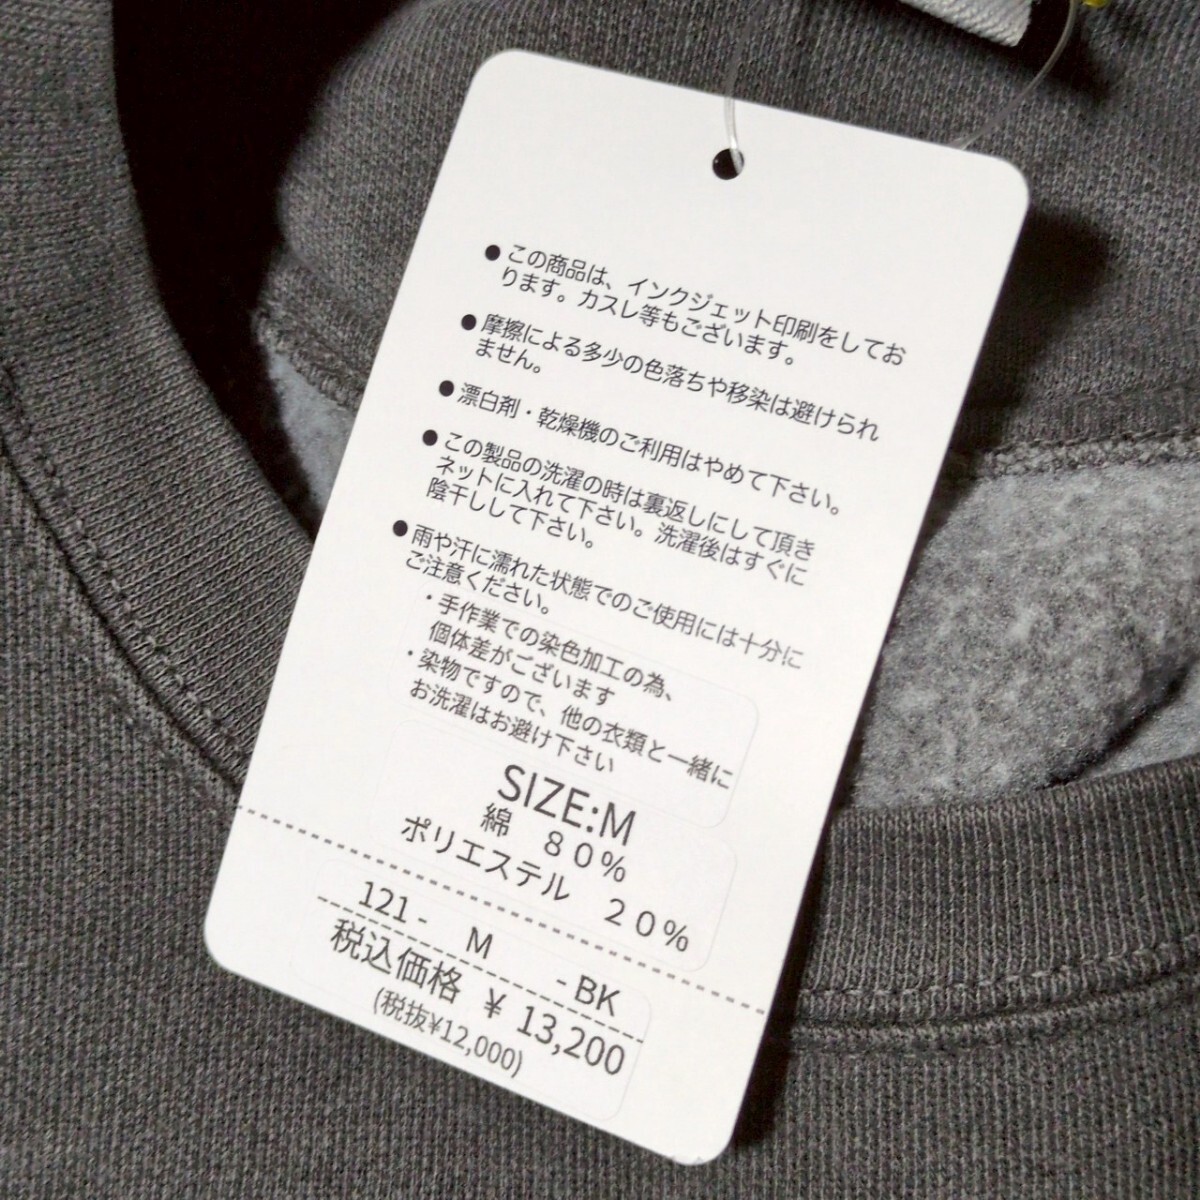 ●この商品は、インクジェット印刷をしてお
ります。カスレ等もございます。
●摩擦による多少の色落ちや移染は避けられ
ません。
●漂白剤・乾燥機のご利用はやめて下さい。
●この製品の洗濯の時は裏返しにして頂き
ネットに入れて下さい。洗濯後はすぐに
陰干しして下さい。
●雨や汗に濡れた状態でのご使用には十分に
ご注意ください。
・手作業での染色加工の為、
個体差がございます
・染物ですので、他の衣類と一緒に
お洗濯はお避け下さい
SIZE:M
綿 80%
ポリエステル 20%
121- M -BK
税込価格 ¥ 13,200
(税抜¥12,000)